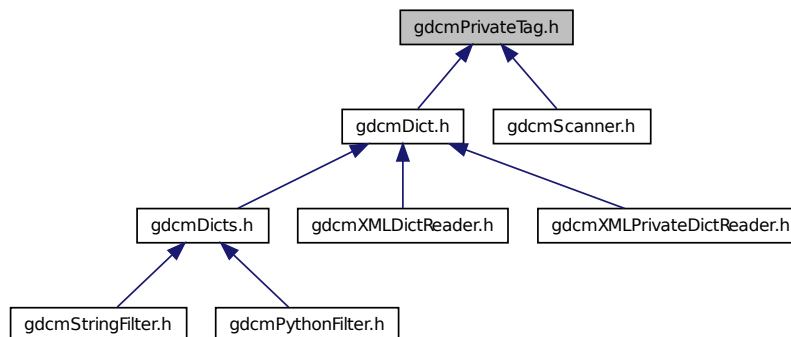 gdcmPrivateTag.h
gdcmDict.h
gdcmScanner.h
gdcmDicts.h
gdcmXMLDictReader.h
gdcmXMLPrivateDictReader.h
gdcmStringFilter.h
gdcmPythonFilter.h